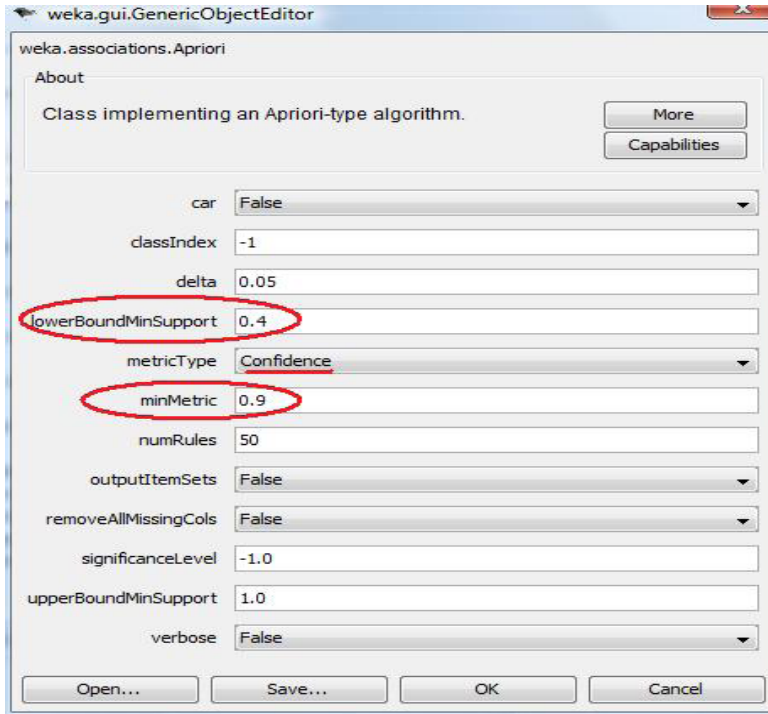 weka.gui.GenericObjectEditor
weka.associations.Apriori
About
Class implementing an Apriori-type algorithm.
More
Capabilities
car False
classIndex -1
delta 0.05
lowerBoundMinSupport 0.4
metricType Confidence
minMetric 0.9
numRules 50
outputItemSets False
removeAllMissingCols False
significanceLevel -1.0
upperBoundMinSupport 1.0
verbose False
Open... Save... OK Cancel